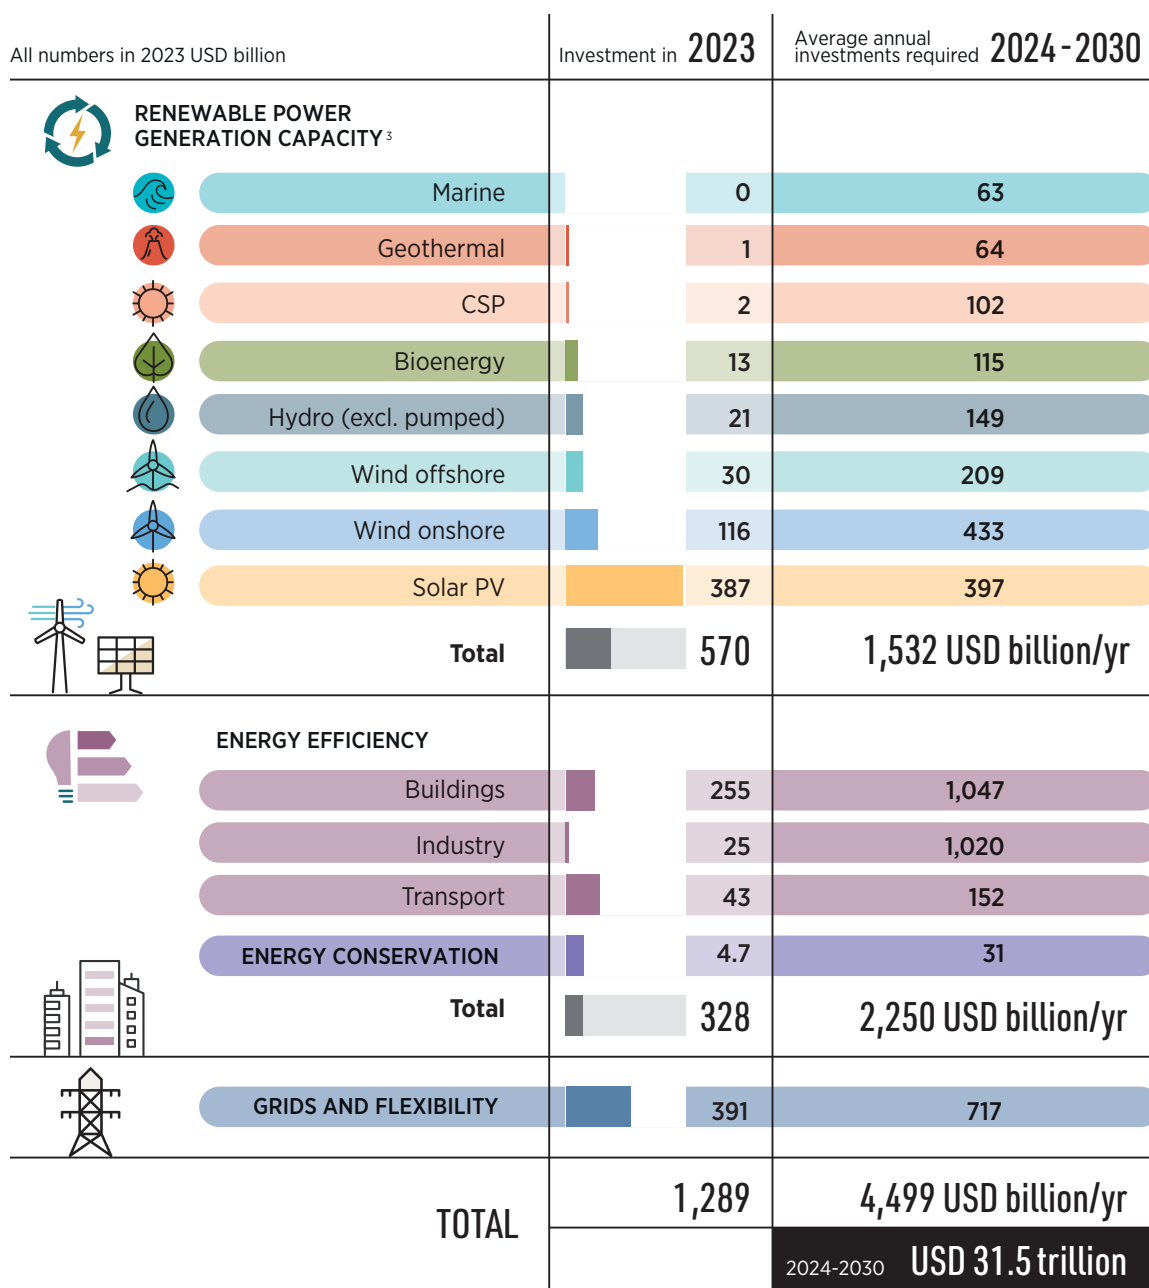 All numbers in 2023 USD billion
Investment in 2023
Average annual
investments required 2024-2030
RENEWABLE POWER
GENERATION CAPACITY 3
Marine 0 63
Geothermal 1 64
CSP 2 102
Bioenergy 13 115
Hydro (excl. pumped) 21 149
Wind offshore 30 209
Wind onshore 116 433
Solar PV 387 397
Total 570 1,532 USD billion/yr
ENERGY EFFICIENCY
Buildings 255 1,047
Industry 25 1,020
Transport 43 152
ENERGY CONSERVATION 4.7 31
Total 328 2,250 USD billion/yr
GRIDS AND FLEXIBILITY 391 717
TOTAL 1,289 4,499 USD billion/yr
2024-2030 USD 31.5 trillion